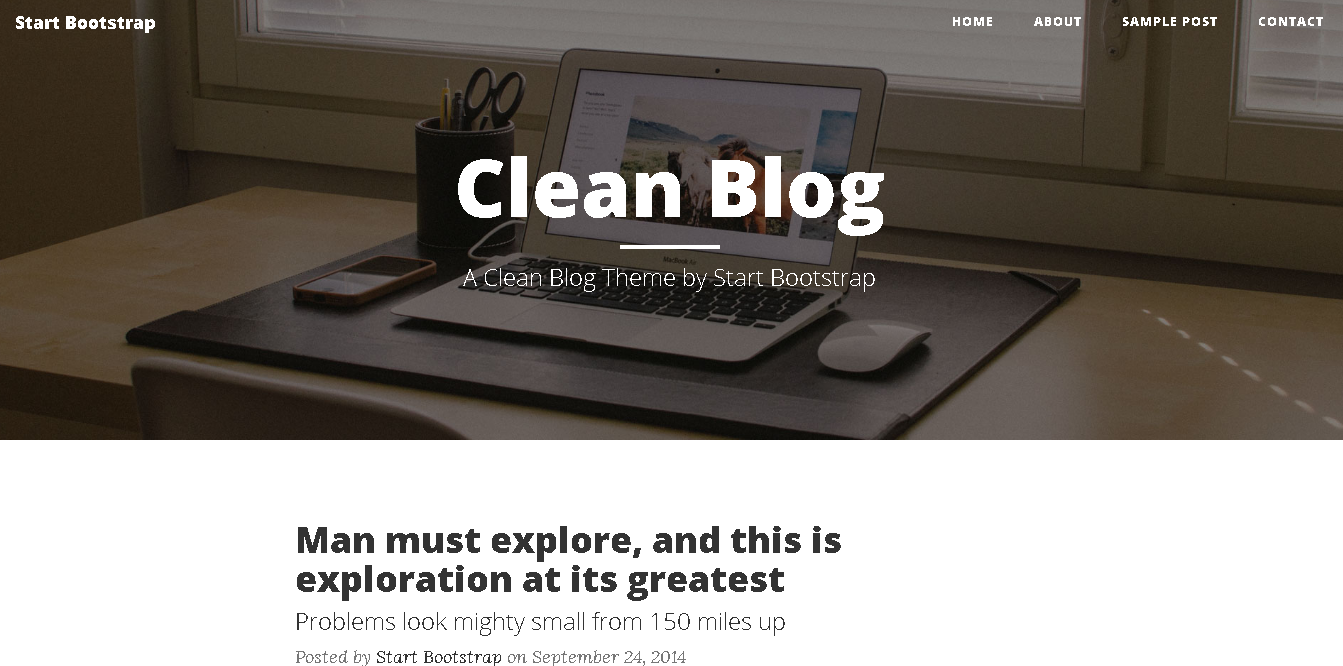 Start Bootstrap
HOME ABOUT SAMPLE POST CONTACT
Clean Blog
A Clean Blog Theme by Start Bootstrap
MacBook Air
Man must explore, and this is
exploration at its greatest
Problems look mighty small from 150 miles up
Posted by Start Bootstrap on September 24, 2014